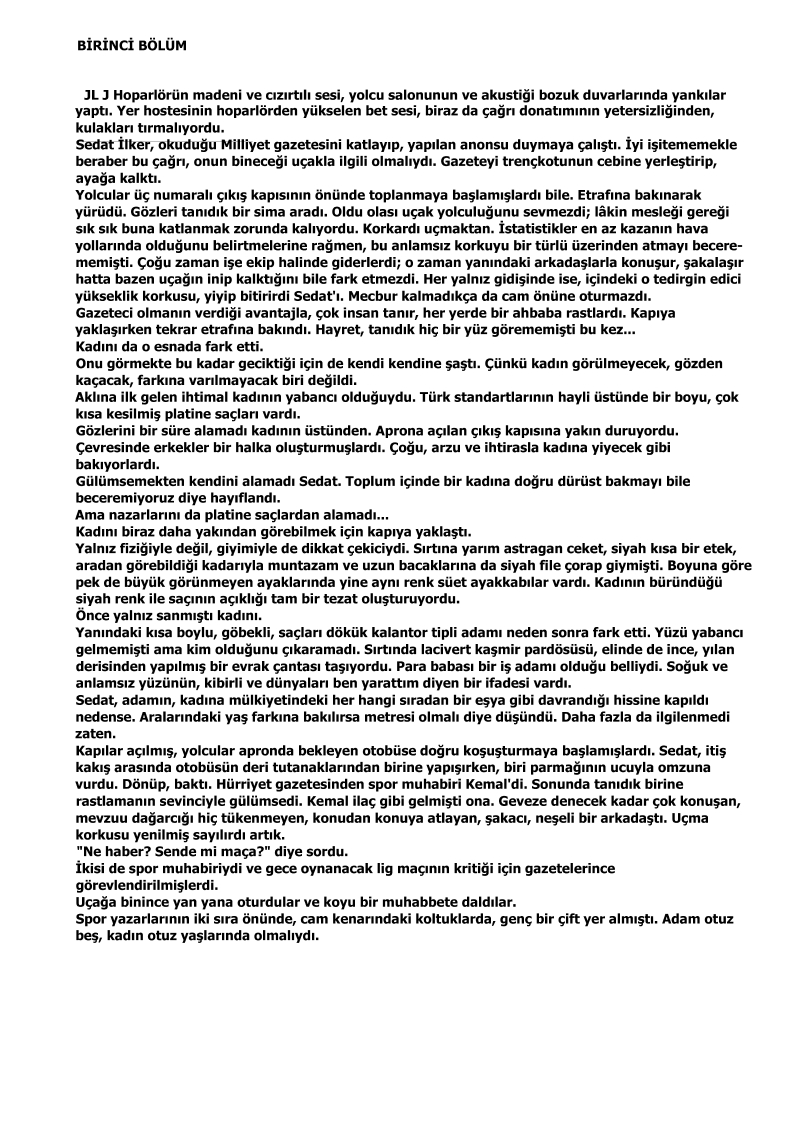 BİRİNCİ BÖLÜM
JL J Hoparlörün madeni ve cızırtılı sesi, yolcu salonunun ve akustiği bozuk duvarlarında yankılar
yaptı. Yer hostesinin hoparlörden yükselen bet sesi, biraz da çağrı donatımının yetersizliğinden,
kulakları tırmalıyordu.
Sedat İlker, okuduğu Milliyet gazetesini katlayıp, yapılan anonsu duymaya çalıştı. İyi işitememekle
beraber bu çağrı, onun bineceği uçakla ilgili olmalıydı. Gazeteyi trençkotunun cebine yerleştirip,
ayağa kalktı.
Yolcular üç numaralı çıkış kapısının önünde toplanmaya başlamışlardı bile. Etrafına bakınarak
yürüdü. Gözleri tanıdık bir sima aradı. Oldu olası uçak yolculuğunu sevmezdi; lâkin mesleği gereği
sık sık buna katlanmak zorunda kalıyordu. Korkardı uçmaktan. İstatistikler en az kazanın hava
yollarında olduğunu belirtmelerine rağmen, bu anlamsız korkuyu bir türlü üzerinden atmayı becere-
memişti. Çoğu zaman işe ekip halinde giderlerdi; o zaman yanındaki arkadaşlarla konuşur, şakalaşır
hatta bazen uçağın inip kalktığını bile fark etmezdi. Her yalnız gidişinde ise, içindeki o tedirgin edici
yükseklik korkusu, yiyip bitirirdi Sedat'ı. Mecbur kalmadıkça da cam önüne oturmazdı.
Gazeteci olmanın verdiği avantajla, çok insan tanır, her yerde bir ahbaba rastlardı. Kapıya
yaklaşırken tekrar etrafına bakındı. Hayret, tanıdık hiç bir yüz görememişti bu kez...
Kadını da o esnada fark etti.
Onu görmekte bu kadar geciktiği için de kendi kendine şaştı. Çünkü kadın görülmeyecek, gözden
kaçacak, farkına varılmayacak biri değildi.
Aklına ilk gelen ihtimal kadının yabancı olduğuydu. Türk standartlarının hayli üstünde bir boyu, çok
kısa kesilmiş platine saçları vardı.
Gözlerini bir süre alamadı kadının üstünden. Aprona açılan çıkış kapısına yakın duruyordu.
Çevresinde erkekler bir halka oluşturmuşlardı. Çoğu, arzu ve ihtirasla kadına yiyecek gibi
bakıyorlardı.
Gülümsemekten kendini alamadı Sedat. Toplum içinde bir kadına doğru dürüst bakmayı bile
beceremiyoruz diye hayıflandı.
Ama nazarlarını da platine saçlardan alamadı...
Kadını biraz daha yakından görebilmek için kapıya yaklaştı.
Yalnız fiziğiyle değil, giyimiyle de dikkat çekiciydi. Sırtına yarım astragan ceket, siyah kısa bir etek,
aradan görebildiği kadarıyla muntazam ve uzun bacaklarına da siyah file çorap giymişti. Boyuna göre
pek de büyük görünmeyen ayaklarında yine aynı renk süet ayakkabılar vardı. Kadının büründüğü
siyah renk ile saçının açıklığı tam bir tezat oluşturuyordu.
Önce yalnız sanmıştı kadını.
Yanındaki kısa boylu, göbekli, saçları dökük kalantor tipli adamı neden sonra fark etti. Yüzü yabancı
gelmemişti ama kim olduğunu çıkaramadı. Sırtında lacivert kaşmir pardösüsü, elinde de ince, yılan
derisinden yapılmış bir evrak çantası taşıyordu. Para babası bir iş adamı olduğu belliydi. Soğuk ve
anlamsız yüzünün, kibirli ve dünyaları ben yarattım diyen bir ifadesi vardı.
Sedat, adamın, kadına mülkiyetindeki her hangi sıradan bir eşya gibi davrandığı hissine kapıldı
nedense. Aralarındaki yaş farkına bakılırsa metresi olmalı diye düşündü. Daha fazla da ilgilenmedi
zaten.
Kapılar açılmış, yolcular apronda bekleyen otobüse doğru koşuşturmaya başlamışlardı. Sedat, itiş
kakış arasında otobüsün deri tutanaklarından birine yapışırken, biri parmağının ucuyla omzuna
vurdu. Dönüp, baktı. Hürriyet gazetesinden spor muhabiri Kemal'di. Sonunda tanıdık birine
rastlamanın sevinciyle gülümsedi. Kemal ilaç gibi gelmişti ona. Geveze denecek kadar çok konuşan,
mevzuu dağarcığı hiç tükenmeyen, konudan konuya atlayan, şakacı, neşeli bir arkadaştı. Uçma
korkusu yenilmiş sayılırdı artık.
"Ne haber? Sende mi maça?" diye sordu.
İkisi de spor muhabiriydi ve gece oynanacak lig maçının kritiği için gazetelerince
görevlendirilmişlerdi.
Uçağa binince yan yana oturdular ve koyu bir muhabbete daldılar.
Spor yazarlarının iki sıra önünde, cam kenarındaki koltuklarda, genç bir çift yer almıştı. Adam otuz
beş, kadın otuz yaşlarında olmalıydı.